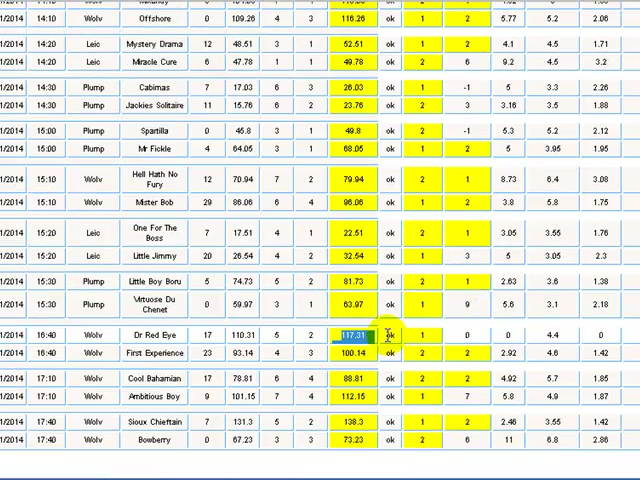 1/2014 14:10 Wolv Offshore 0 109.26 4 3 116.26 ok 1 2 5.77 5.2 2.06
1/2014 14:20 Leic Mystery Drama 12 48.51 3 1 52.51 ok 1 2 4.1 4.5 1.71
1/2014 14:20 Leic Miracle Cure 6 47.78 1 1 49.78 ok 2 6 9.2 4.5 3.2
1/2014 14:30 Plump Cabimas 7 17.03 6 3 26.03 ok 1 -1 5 3.3 2.26
1/2014 14:30 Plump Jackies Solitaire 11 15.76 6 2 23.76 ok 2 3 3.16 3.5 1.88
1/2014 15:00 Plump Spartilla 0 45.8 3 1 49.8 ok 2 -1 5.3 5.2 2.12
1/2014 15:00 Plump Mr Fickle 4 64.05 3 1 68.05 ok 1 2 5 3.95 1.95
1/2014 15:10 Wolv Hell Hath No Fury 12 70.94 7 2 79.94 ok 2 1 8.73 6.4 3.08
1/2014 15:10 Wolv Mister Bob 29 86.06 6 4 96.06 ok 1 2 3.8 5.8 1.75
1/2014 15:20 Leic One For The Boss 7 17.51 4 1 22.51 ok 2 1 3.05 3.55 1.76
1/2014 15:20 Leic Little Jimmy 20 26.54 4 2 32.54 ok 1 3 5 3.05 2.3
1/2014 15:30 Plump Little Boy Boru 5 74.73 5 2 81.73 ok 2 1 2.63 3.6 1.38
1/2014 15:30 Plump Virtuose Du Chenet 0 59.97 3 1 63.97 ok 1 9 5.6 3.1 2.18
1/2014 16:40 Wolv Dr Red Eye 17 110.31 5 2 117.31 ok 1 0 0 4.4 0
1/2014 16:40 Wolv First Experience 23 93.14 4 3 100.14 ok 2 2 2.92 4.6 1.42
1/2014 17:10 Wolv Cool Bahamian 17 78.81 6 4 88.81 ok 2 2 4.92 5.7 1.85
1/2014 17:10 Wolv Ambitious Boy 9 101.15 7 4 112.15 ok 1 7 5.8 4.9 1.87
1/2014 17:40 Wolv Sioux Chieftain 7 131.3 5 2 138.3 ok 1 2 2.46 3.55 1.42
1/2014 17:40 Wolv Bowberry 0 67.23 3 3 73.23 ok 2 6 11 6.8 2.86